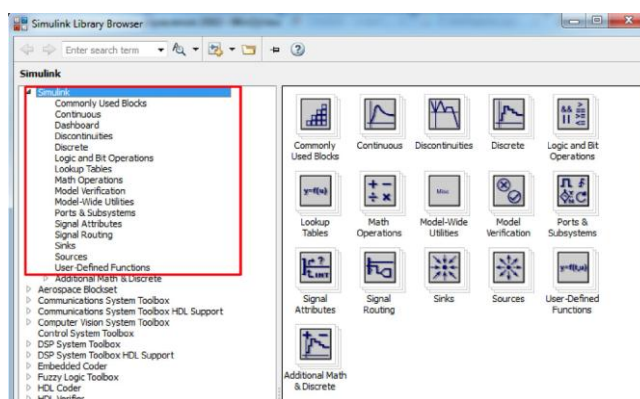 Simulink Library Browser
Enter search term
Simulink
Simulink
Commonly Used Blocks
Continuous
Dashboard
Discontinuities
Discrete
Logic and Bit Operations
Lookup Tables
Math Operations
Model Verification
Model-Wide Utilities
Ports & Subsystems
Signal Attributes
Signal Routing
Sinks
Sources
User-Defined Functions
Additional Math & Discrete
Aerospace Blockset
Communications System Toolbox
Communications System Toolbox HDL Support
Computer Vision System Toolbox
Control System Toolbox
DSP System Toolbox
DSP System Toolbox HDL Support
Embedded Coder
Fuzzy Logic Toolbox
HDL Coder
HDL Verifier
Commonly
Used Blocks
Continuous
Discontinuities
Discrete
Logic and Bit
Operations
y=f(u)
Misc
Lookup
Tables
Math
Operations
Model-Wide
Utilities
Model
Verification
Ports &
Subsystems
y=f(t,u)
Signal
Attributes
Signal
Routing
Sinks
Sources
User-Defined
Functions
Additional Math
& Discrete